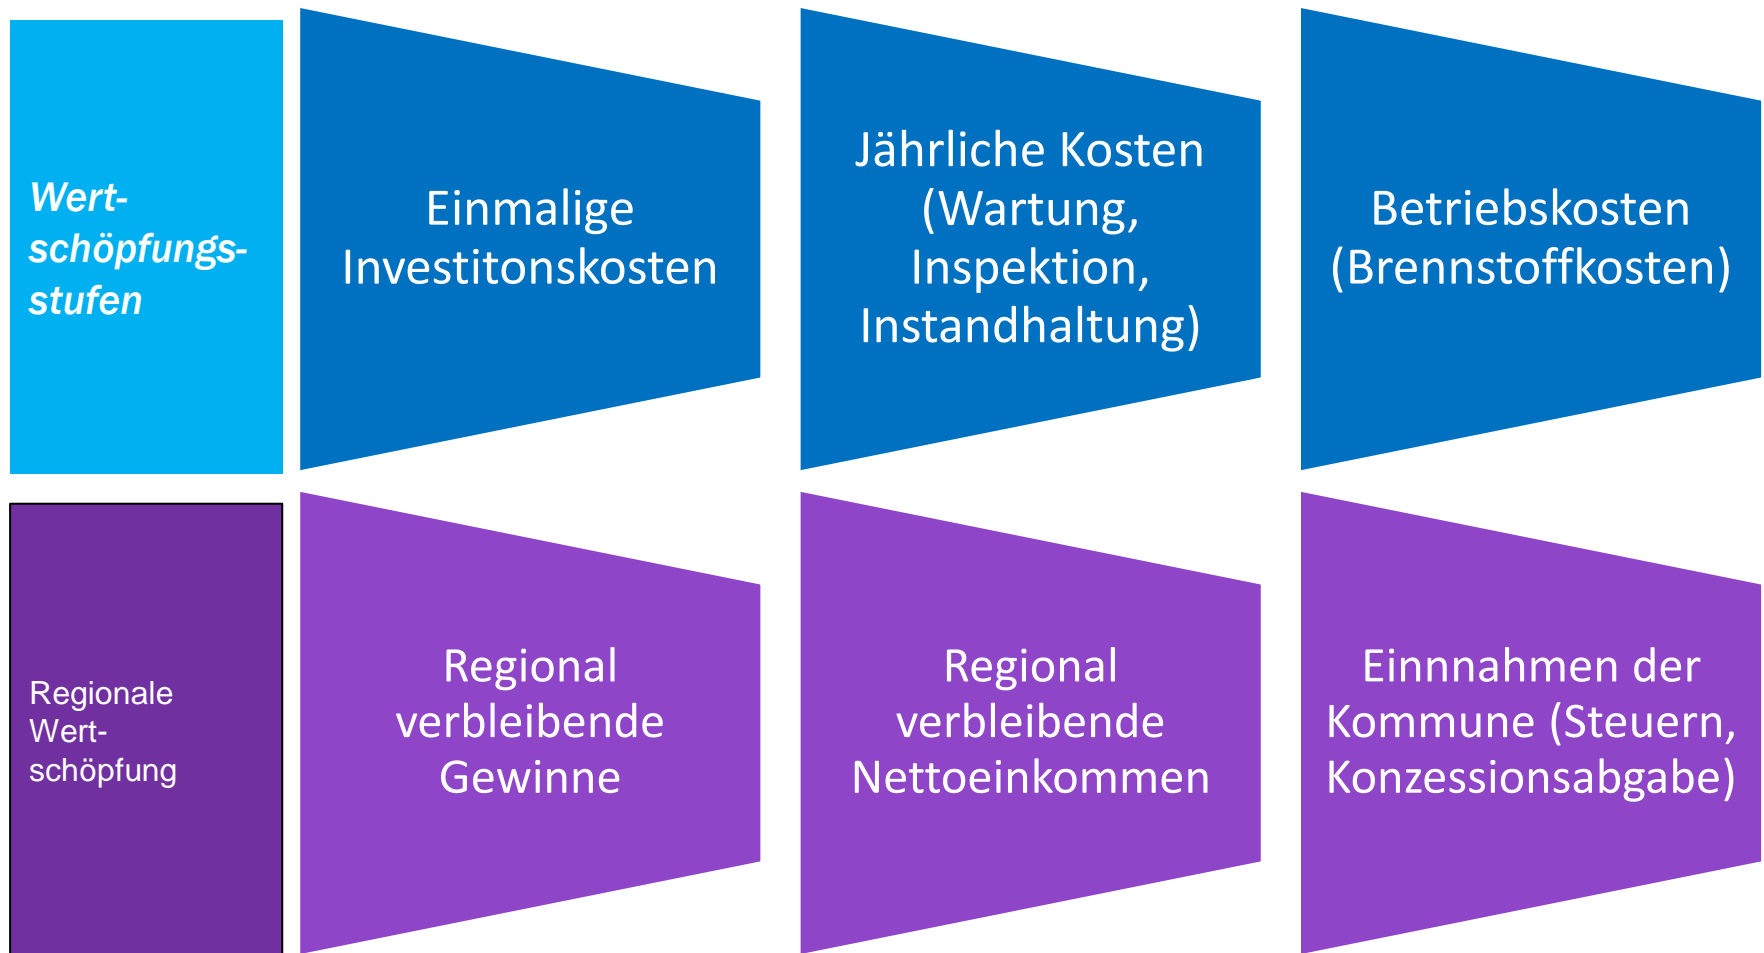 Wert-
schöpfungs-
stufen
Einmalige
Investitonskosten
Jährliche Kosten
(Wartung,
Inspektion,
Instandhaltung)
Betriebskosten
(Brennstoffkosten)
Regionale
Wert-
schöpfung
Regional
verbleibende
Gewinne
Regional
verbleibende
Nettoeinkommen
Einnnahmen der
Kommune (Steuern,
Konzessionsabgabe)